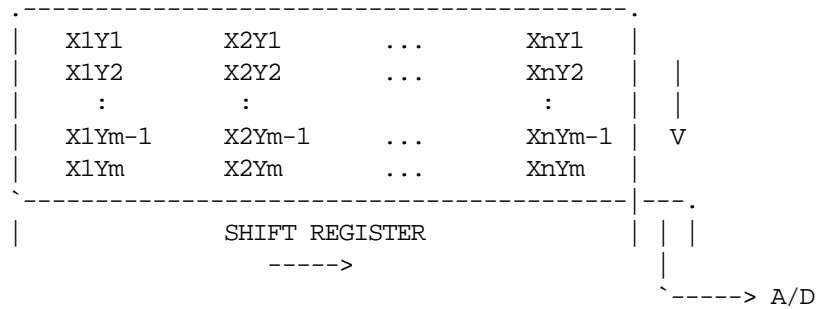 X1Y1 X2Y1 ... XnY1
X1Y2 X2Y2 ... XnY2
: : :
X1Ym-1 X2Ym-1 ... XnYm-1 V
X1Ym X2Ym ... XnYm
SHIFT REGISTER
----->
`-----> A/D